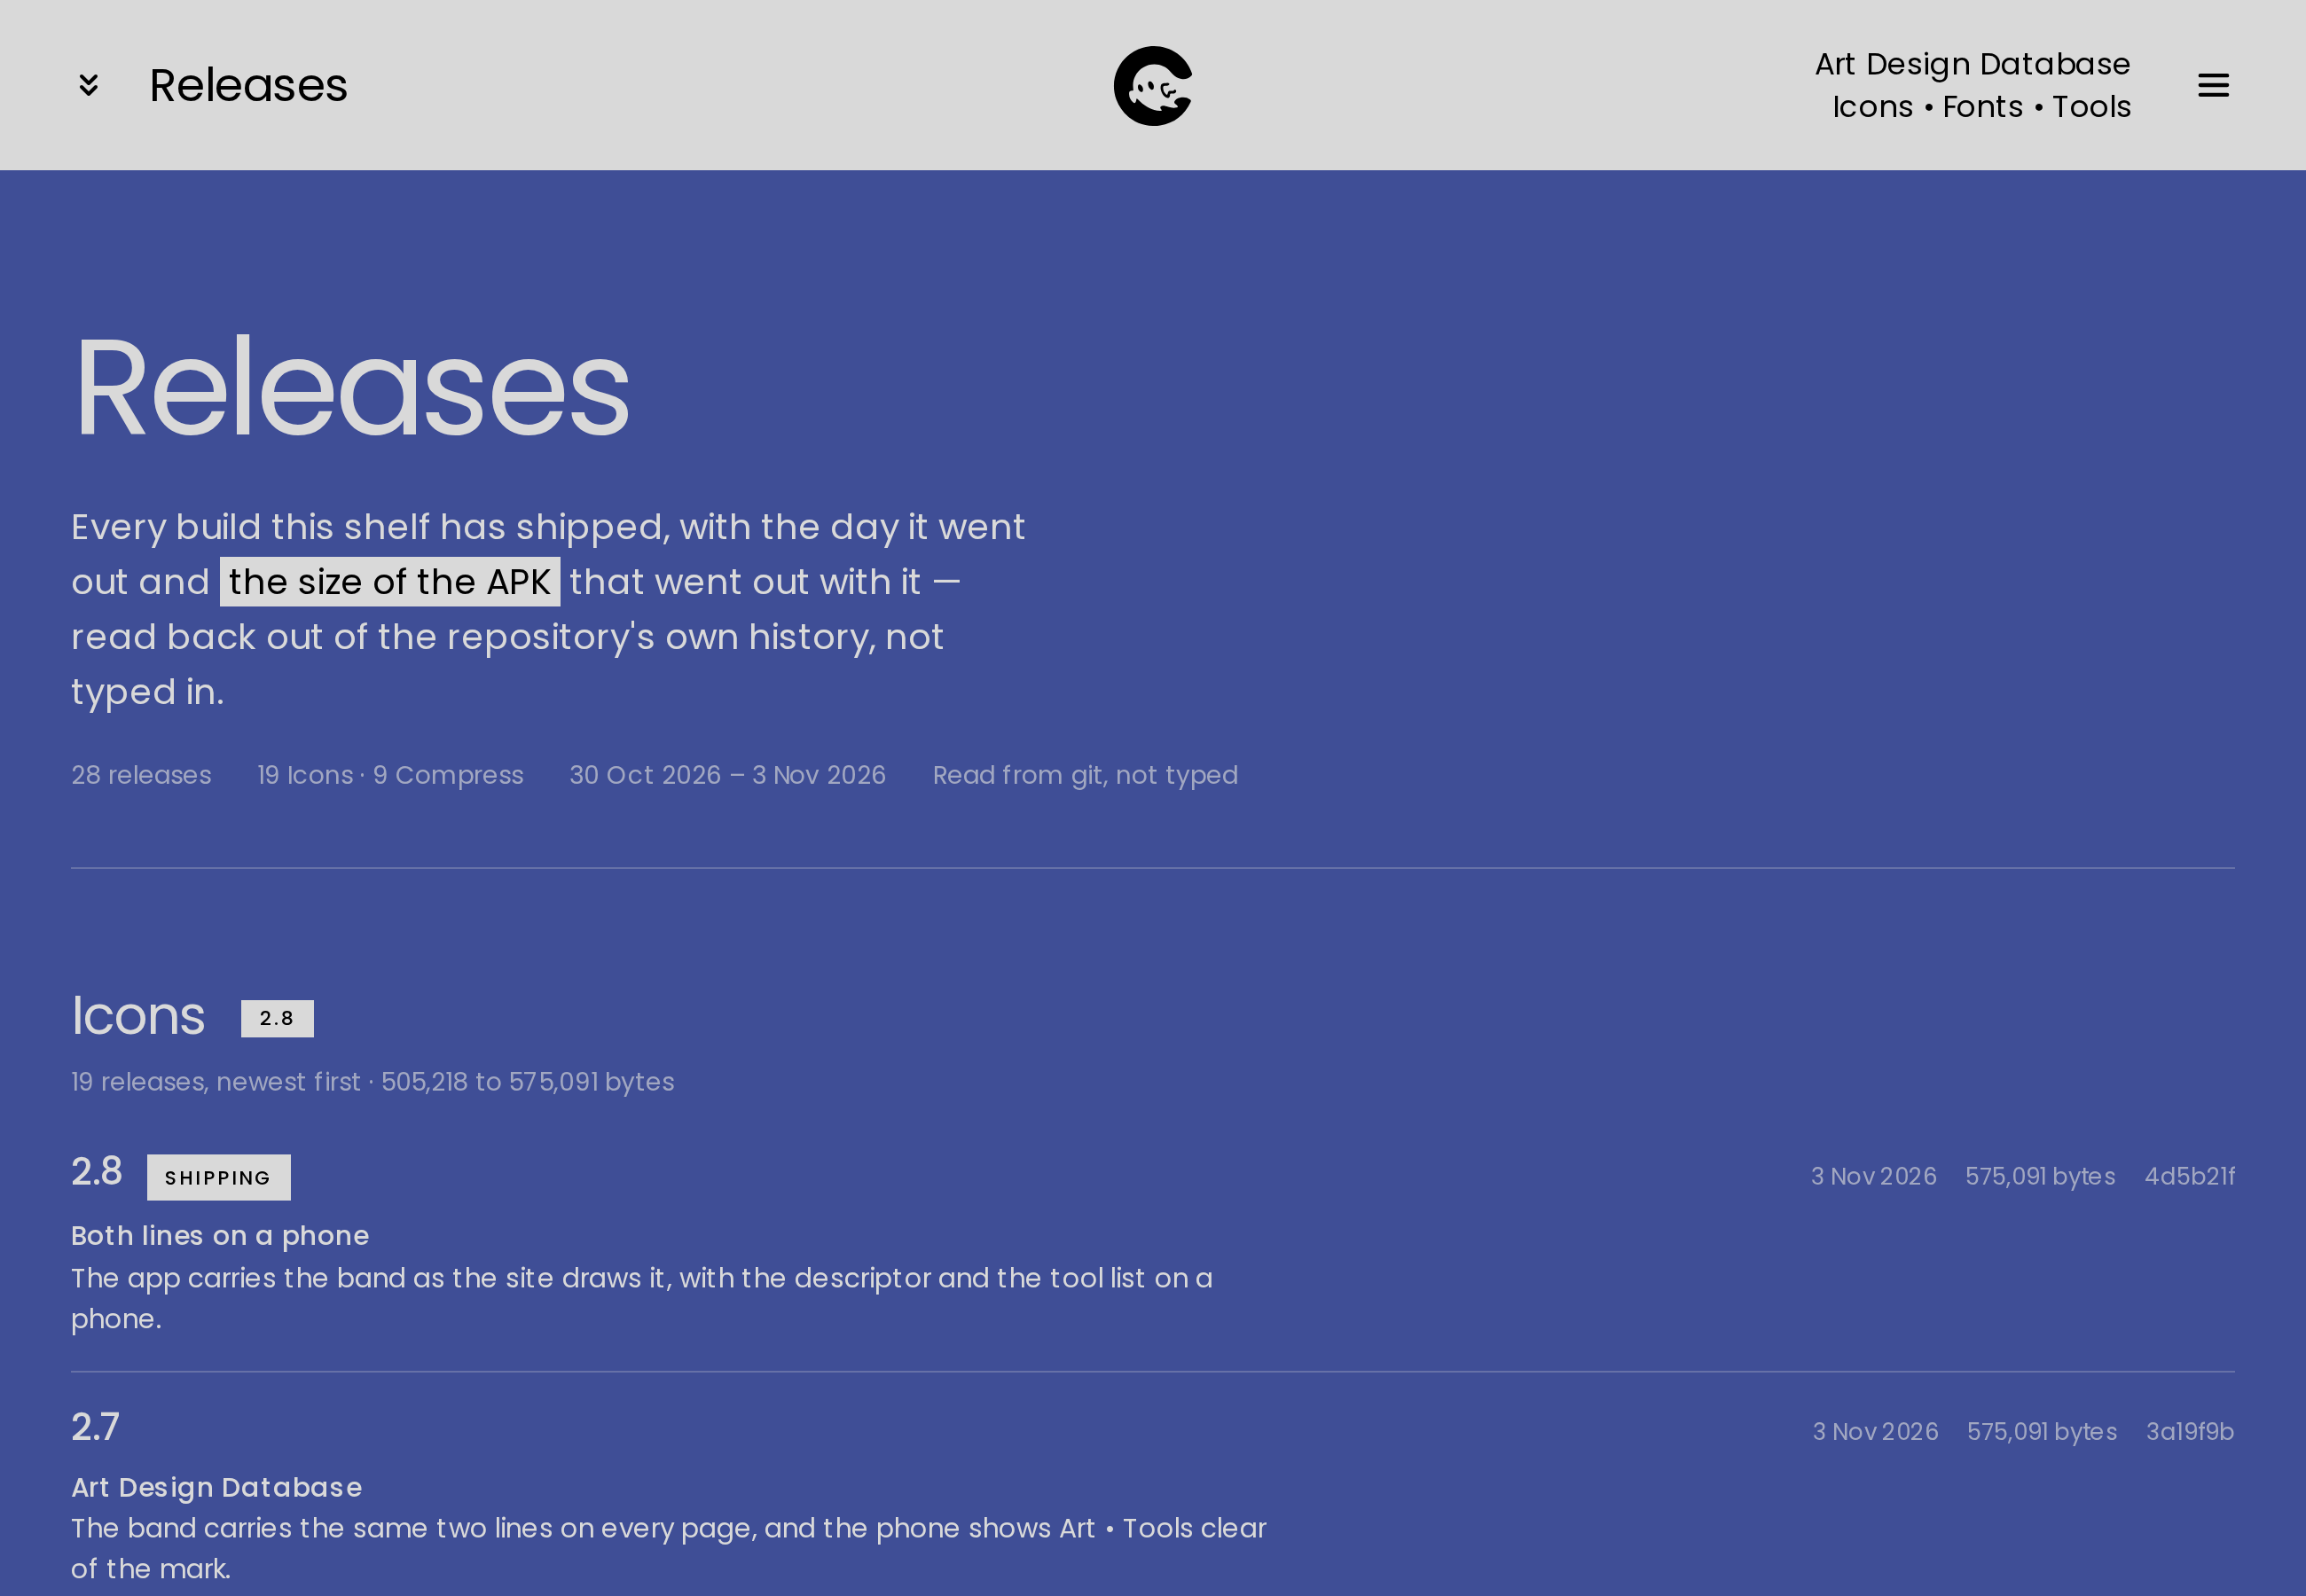 Releases
Art Design Database
Icons • Fonts • Tools
Releases
Every build this shelf has shipped, with the day it went
out and the size of the APK that went out with it —
read back out of the repository's own history, not
typed in.
28 releases 19 Icons · 9 Compress 30 Oct 2026 – 3 Nov 2026 Read from git, not typed
Icons 2.8
19 releases, newest first · 505,218 to 575,091 bytes
2.8 SHIPPING 3 Nov 2026 575,091 bytes 4d5b21f
Both lines on a phone
The app carries the band as the site draws it, with the descriptor and the tool list on a
phone.
2.7 3 Nov 2026 575,091 bytes 3a19f9b
Art Design Database
The band carries the same two lines on every page, and the phone shows Art • Tools clear
of the mark.